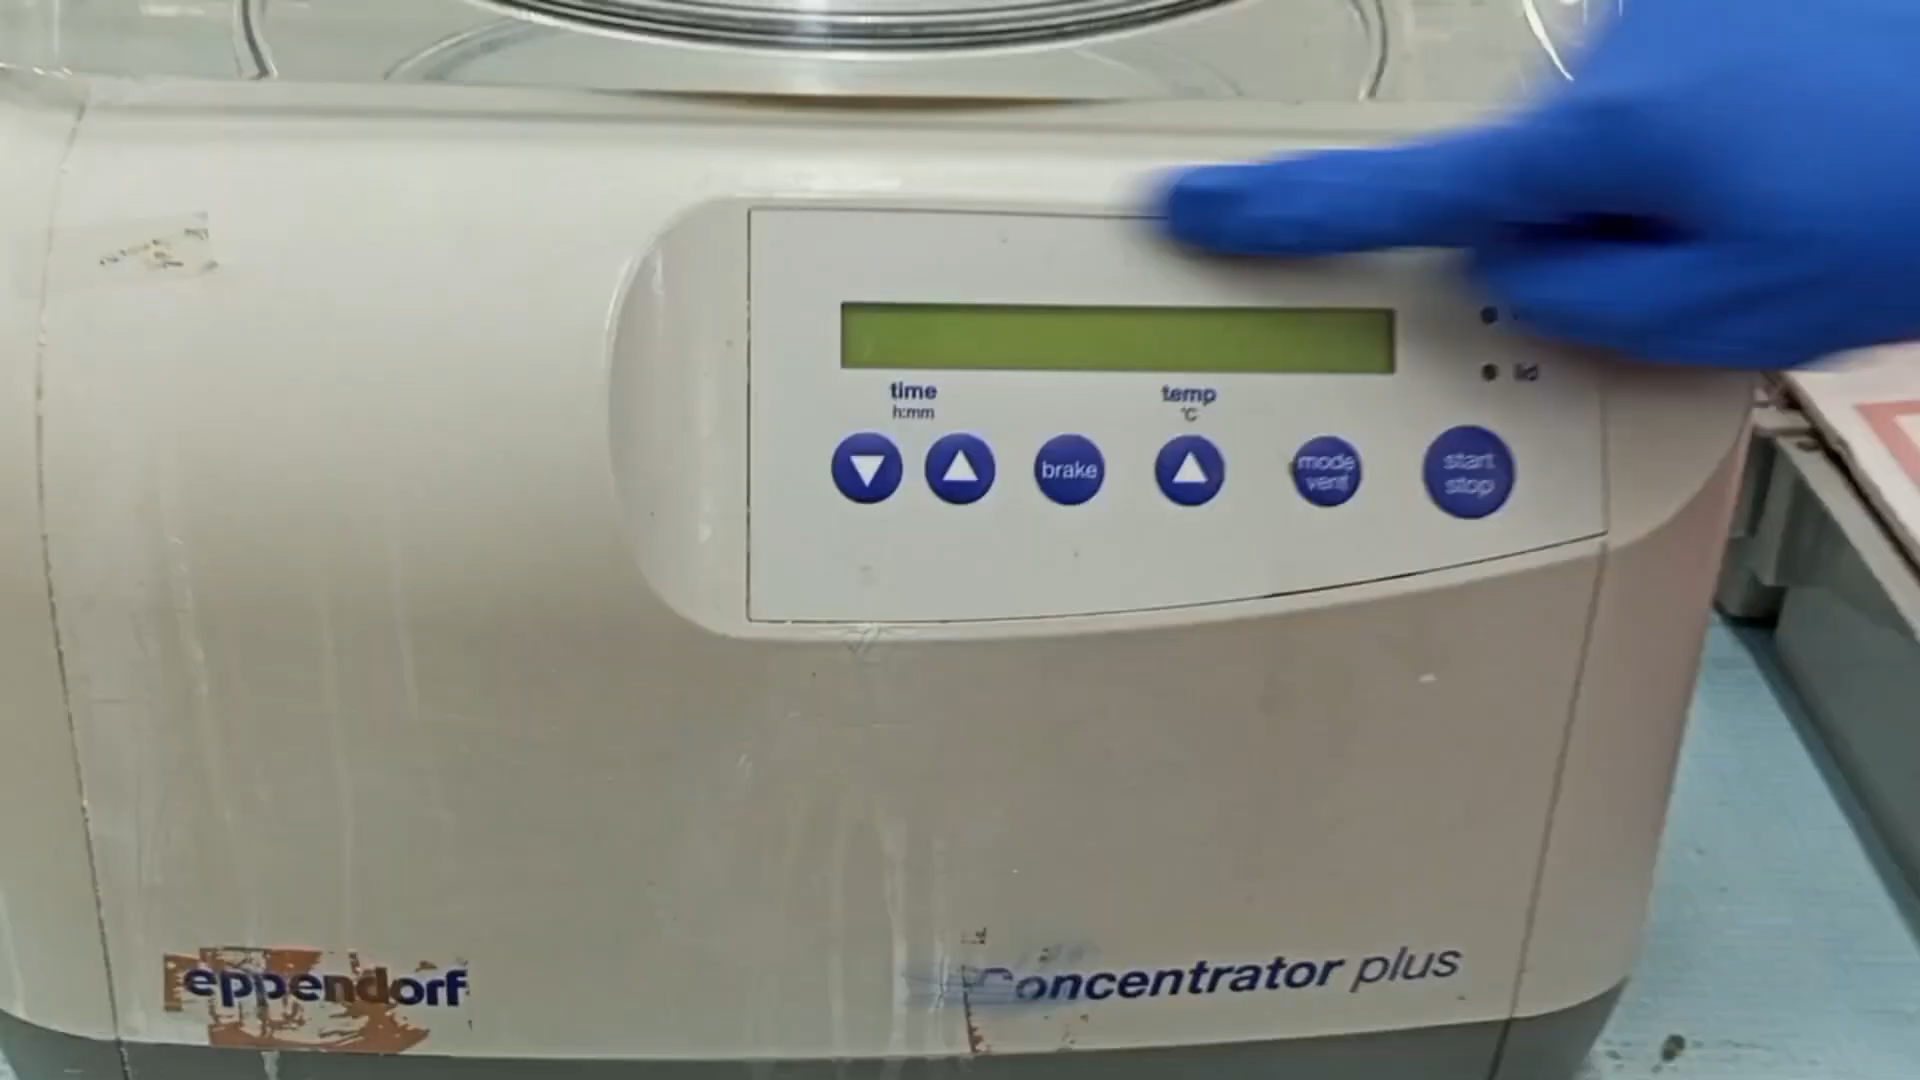 time
h:mm
temp
°C
lid
brake
mode
vent
start
stop
eppendorf
Concentrator plus